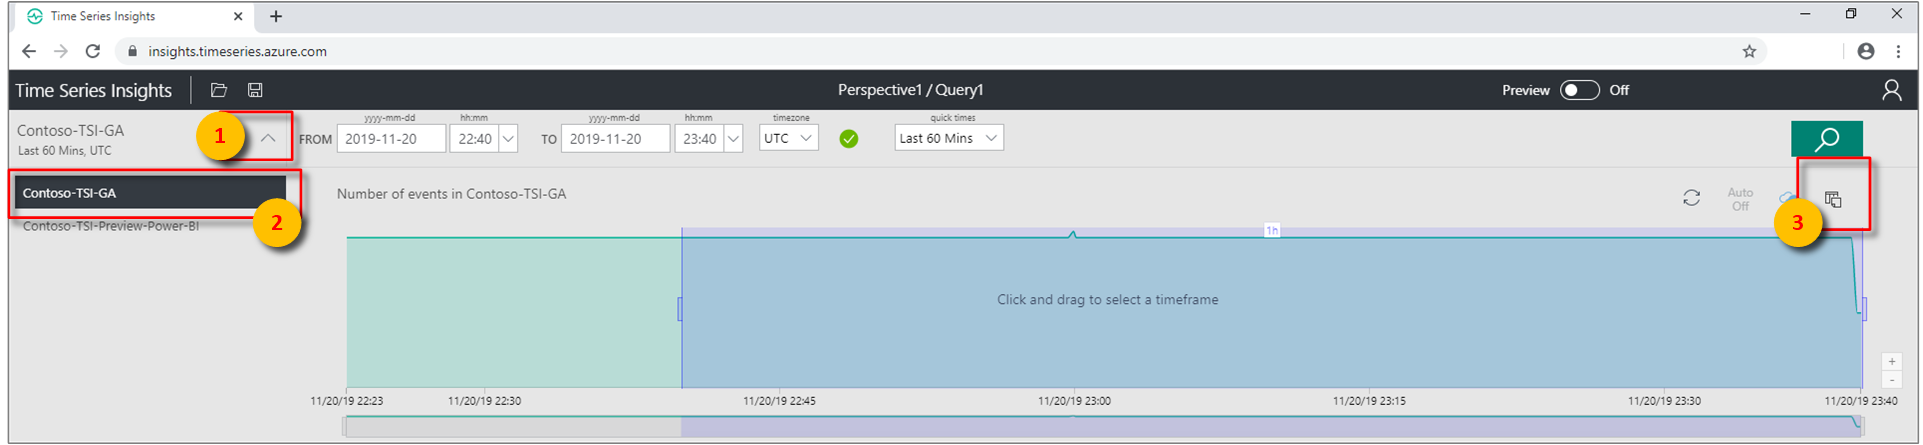 Time Series Insights
insights.timeseries.azure.com
Time Series Insights
Perspective1 / Query1
Preview Off
Contoso-TSI-GA
Last 60 Mins, UTC
1
yyyy-mm-dd hh:mm yyyy-mm-dd hh:mm timezone quick times
FROM 2019-11-20 22:40 TO 2019-11-20 23:40 UTC Last 60 Mins
Contoso-TSI-GA
2
Contoso-TSI-Preview-Power-BI
Number of events in Contoso-TSI-GA
Auto
Off
3
1h
Click and drag to select a timeframe
+
-
11/20/19 22:23 11/20/19 22:30 11/20/19 22:45 11/20/19 23:00 11/20/19 23:15 11/20/19 23:30 11/20/19 23:40